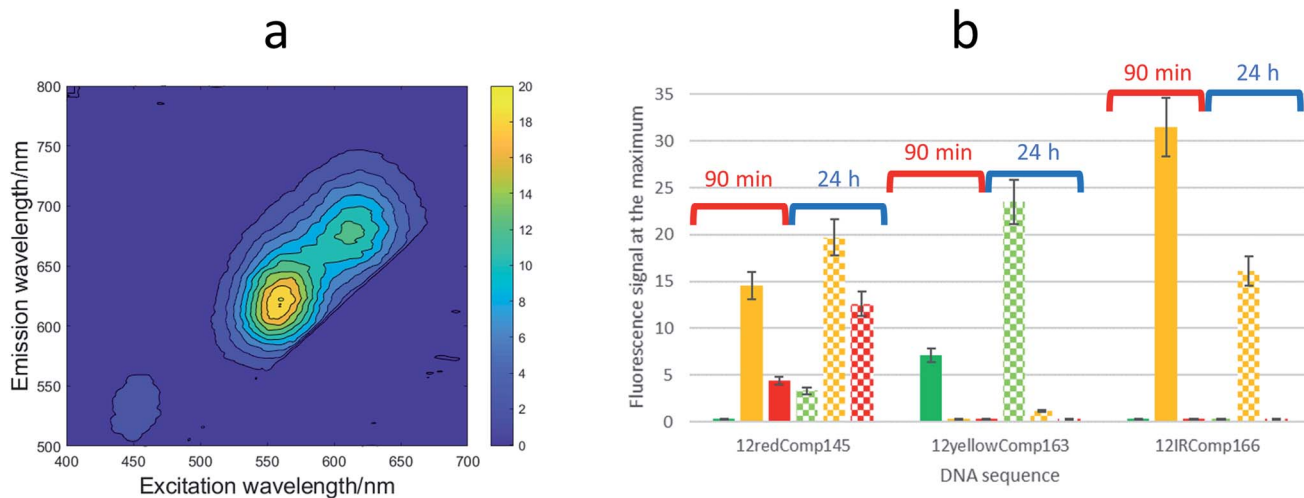 a
800
750
700
650
600
550
500
Emission wavelength/nm
400 450 500 550 600 650 700
Excitation wavelength/nm
20
18
16
14
12
10
8
6
4
2
0
b
90 min
24 h
90 min
24 h
90 min
24 h
35
30
25
20
15
10
5
0
Fluorescence signal at the maximum
12redComp145 12yellowComp163 12IRComp166
DNA sequence